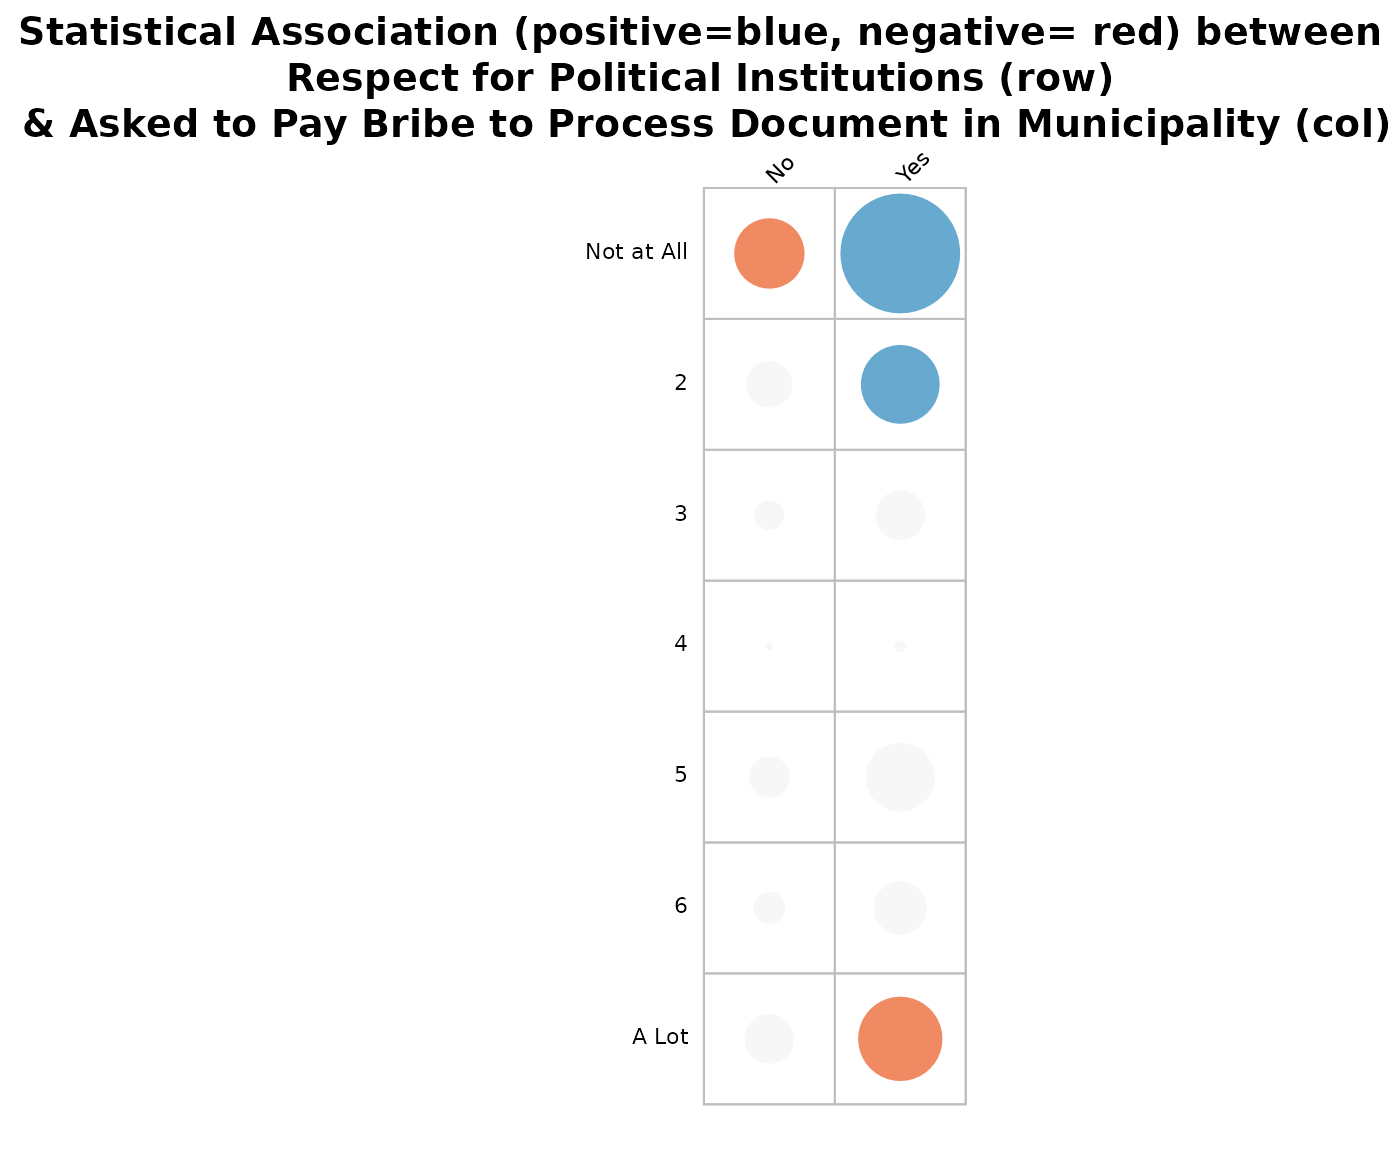 Statistical Association (positive=blue, negative= red) between
Respect for Political Institutions (row)
& Asked to Pay Bribe to Process Document in Municipality (col)
No Yes
Not at All
2
3
4
5
6
A Lot